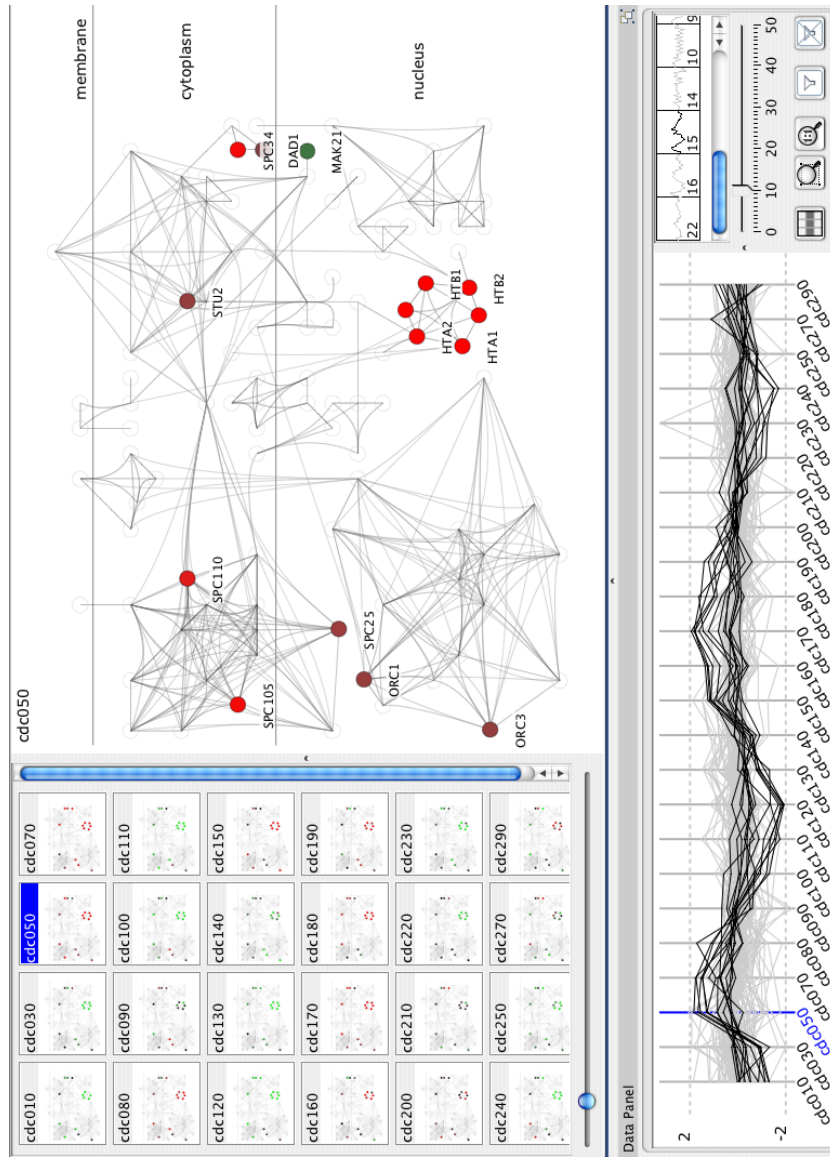 cdc010
cdc030
cdc050
cdc070
cdc080
cdc090
cdc100
cdc110
cdc120
cdc130
cdc140
cdc150
cdc160
cdc170
cdc180
cdc190
cdc200
cdc210
cdc220
cdc230
cdc240
cdc250
cdc270
cdc290
cdc050
membrane
cytoplasm
nucleus
SPC105
SPC110
STU2
SPC34
DAD1
MAK21
SPC25
ORC1
ORC3
HTA2
HTB1
HTA1
HTB2
Data Panel
2
-2
cdc010
cdc030
cdc050
cdc070
cdc080
cdc090
cdc100
cdc110
cdc120
cdc130
cdc140
cdc150
cdc160
cdc170
cdc180
cdc190
cdc200
cdc210
cdc220
cdc230
cdc240
cdc250
cdc270
cdc290
22 16 15 14 10 9
0 10 20 30 40 50